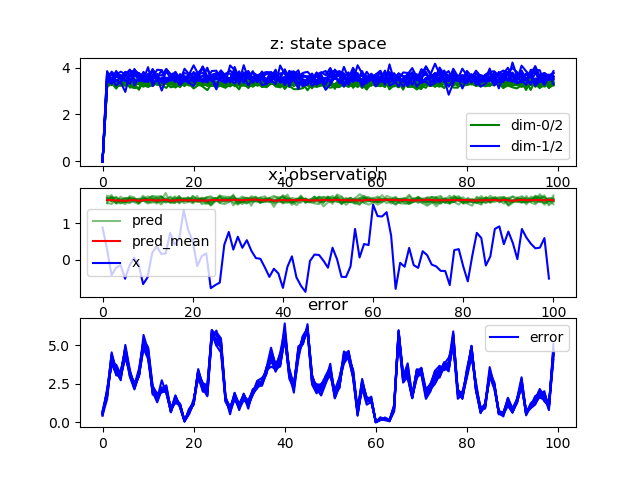 z: state space
4
2
0
dim-0/2
dim-1/2
0 20 40 60 80 100
x: observation
1
0
pred
pred_mean
x
0 20 40 60 80 100
error
5.0
2.5
0.0
error
0 20 40 60 80 100